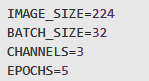 IMAGE_SIZE=224
BATCH_SIZE=32
CHANNELS=3
EPOCHS=5